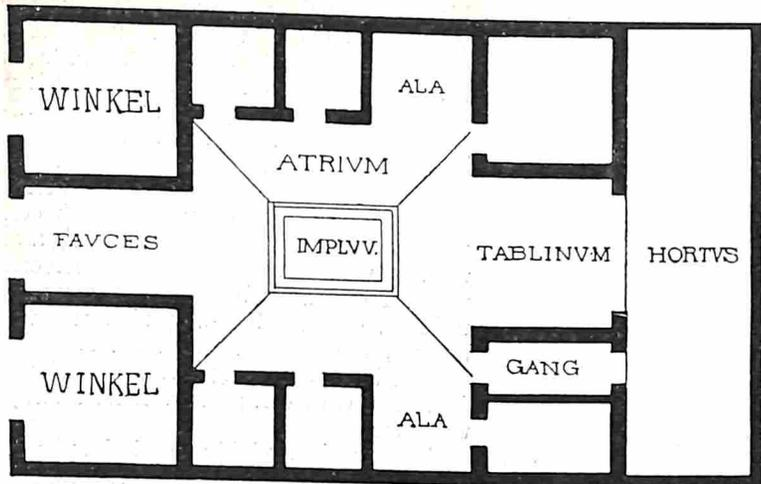 WINKEL
ALA
ATRIVM
FAVCES
IMPLVV.
TABLINVM
HORTVS
GANG
WINKEL
ALA